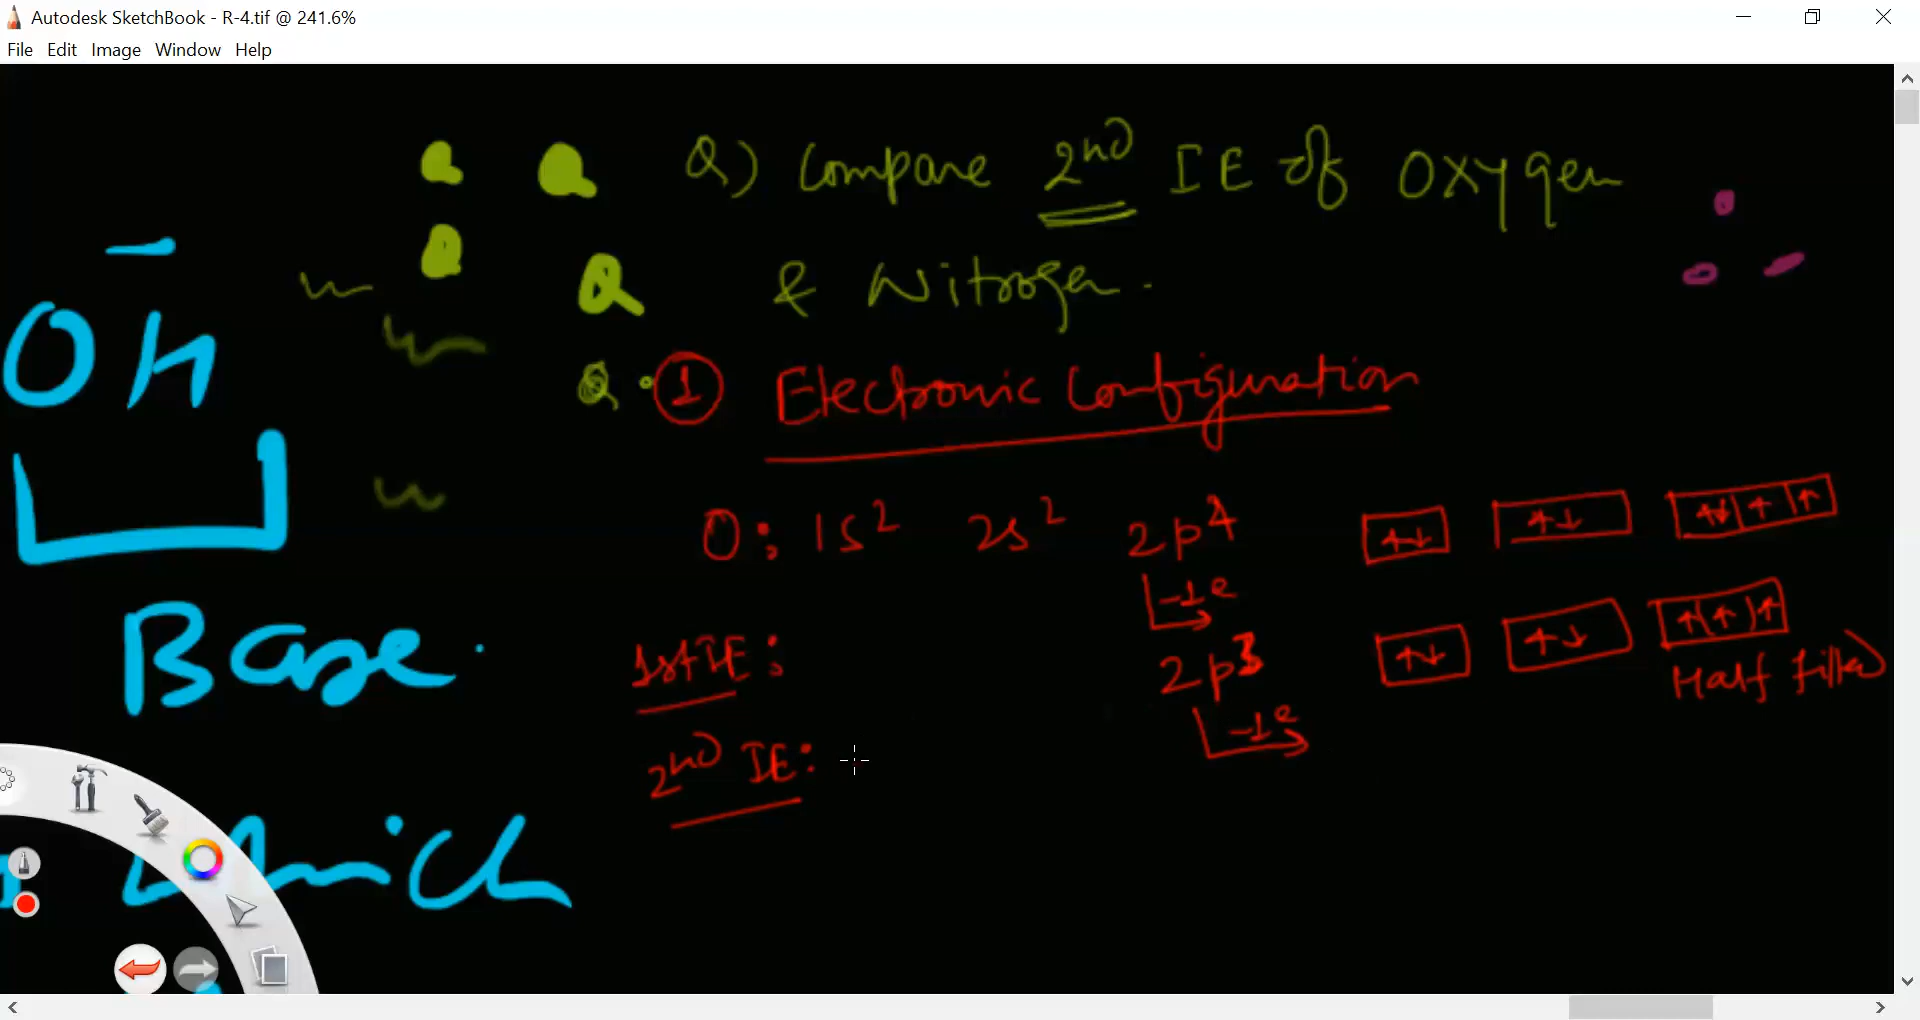 Autodesk SketchBook - R-4.tif @ 241.6%
File Edit Image Window Help
Q) Compare 2nd IE of Oxygen
& Nitrogen.
① Electronic Configuration
O: 1s² 2s² 2p⁴ ↑↓ ↑↓ ↑↓ ↑ ↑
-1e
1st IE: 2p³ ↑↓ ↑↓ ↑ ↑ ↑
Half filled
-1e
2nd IE:
OH
Base.